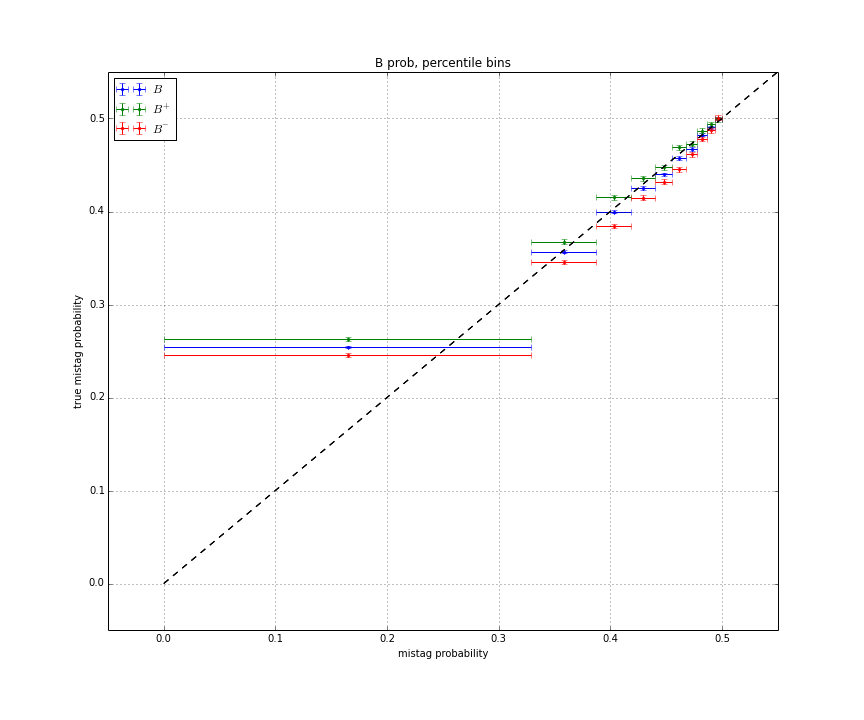 B prob, percentile bins
B
B⁺
B⁻
true mistag probability
0.5
0.4
0.3
0.2
0.1
0.0
0.0 0.1 0.2 0.3 0.4 0.5
mistag probability